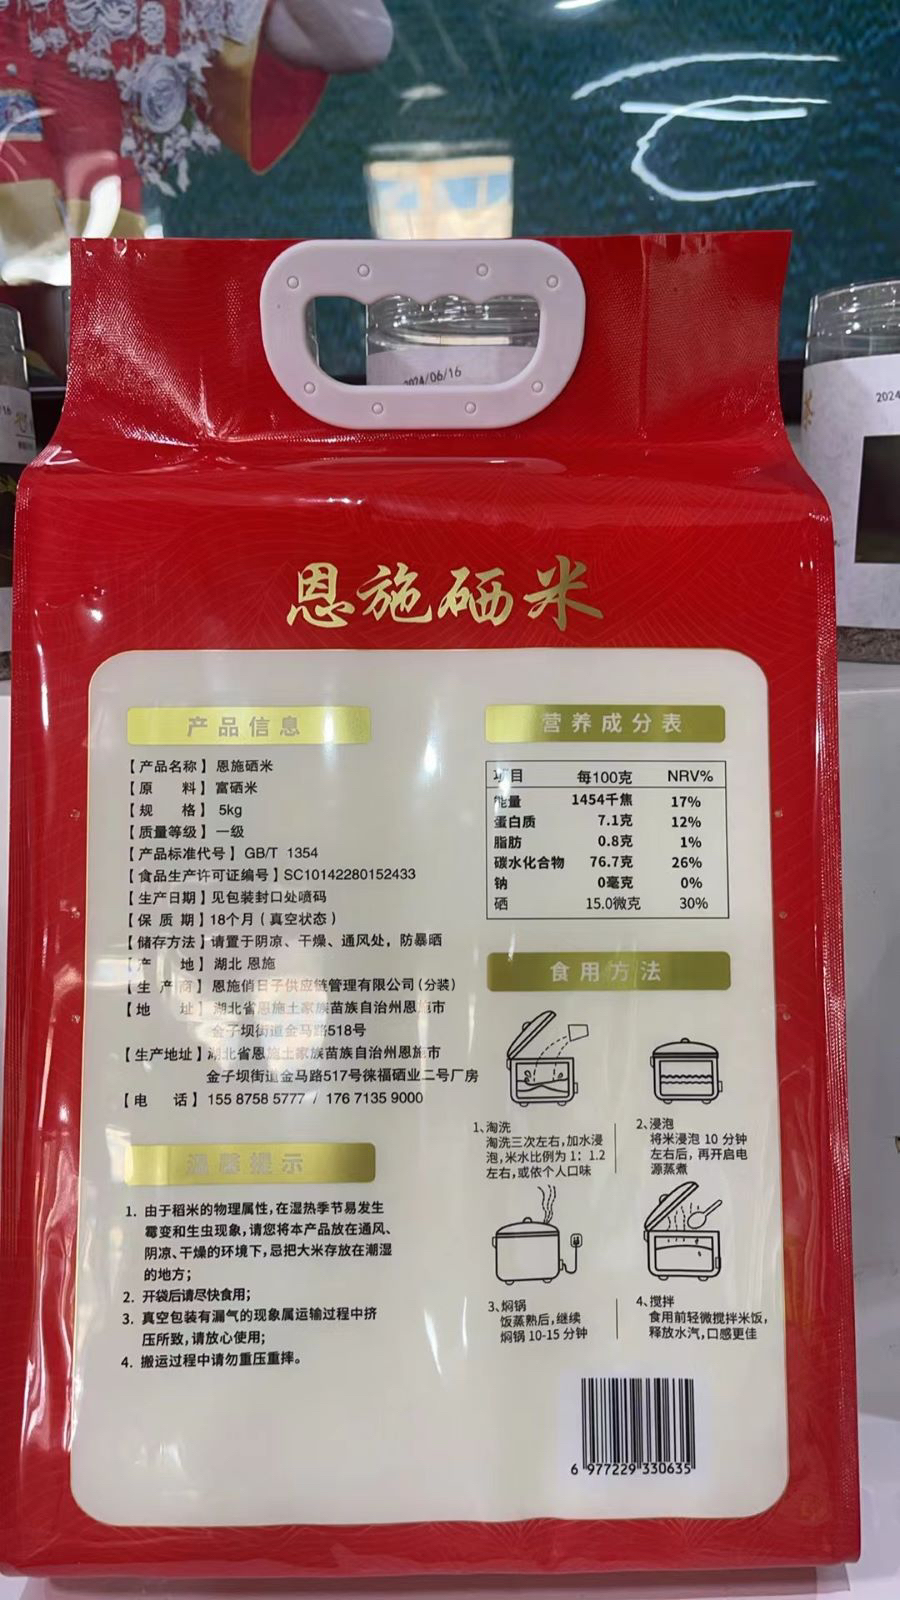 2024/06/16
2024
恩施硒米
产品信息
【产品名称】恩施硒米
【原　　料】富硒米
【规　　格】5kg
【质量等级】一级
【产品标准代号】GB/T 1354
【食品生产许可证编号】SC10142280152433
【生产日期】见包装封口处喷码
【保 质 期】18个月（真空状态）
【储存方法】请置于阴凉、干燥、通风处，防暴晒
【产　　地】湖北 恩施
【生 产 商】恩施俏日子供应链管理有限公司(分装)
【地　　址】湖北省恩施土家族苗族自治州恩施市
金子坝街道金马路518号
【生产地址】湖北省恩施土家族苗族自治州恩施市
金子坝街道金马路517号徕福硒业二号厂房
【电　　话】155 8758 5777 / 176 7135 9000
温馨提示
1. 由于稻米的物理属性,在湿热季节易发生
霉变和生虫现象,请您将本产品放在通风、
阴凉、干燥的环境下,忌把大米存放在潮湿
的地方；
2. 开袋后请尽快食用；
3. 真空包装有漏气的现象属运输过程中挤
压所致,请放心使用；
4. 搬运过程中请勿重压重摔。
营养成分表
项目 每100克 NRV%
能量 1454千焦 17%
蛋白质 7.1克 12%
脂肪 0.8克 1%
碳水化合物 76.7克 26%
钠 0毫克 0%
硒 15.0微克 30%
食用方法
1、淘洗
淘洗三次左右,加水浸
泡,米水比例为 1：1.2
左右,或依个人口味
2、浸泡
将米浸泡 10 分钟
左右后，再开启电
源蒸煮
3、焖锅
饭蒸熟后,继续
焖锅 10-15 分钟
4、搅拌
食用前轻微搅拌米饭,
释放水汽,口感更佳
6 977229 330635